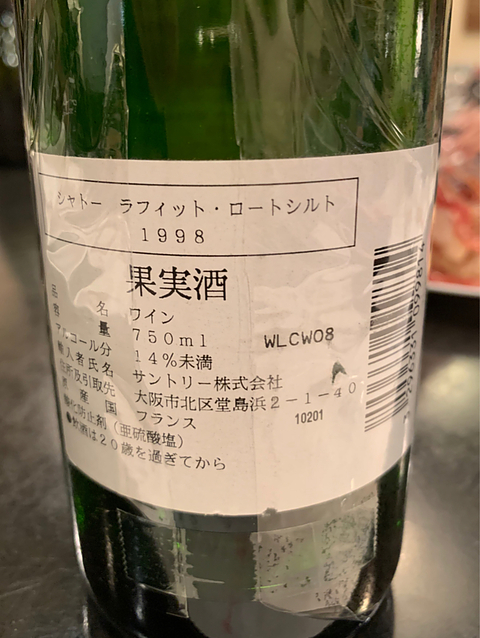 シャトー ラフィット・ロートシルト
1998
果実酒
品名 ワイン
容量 750ml WLCW08
アルコール分 14%未満
輸入者氏名 サントリー株式会社
住所及引取先 大阪市北区堂島浜2-1-40
原産国 フランス 10201
酸化防止剤(亜硫酸塩)
●飲酒は20歳を過ぎてから